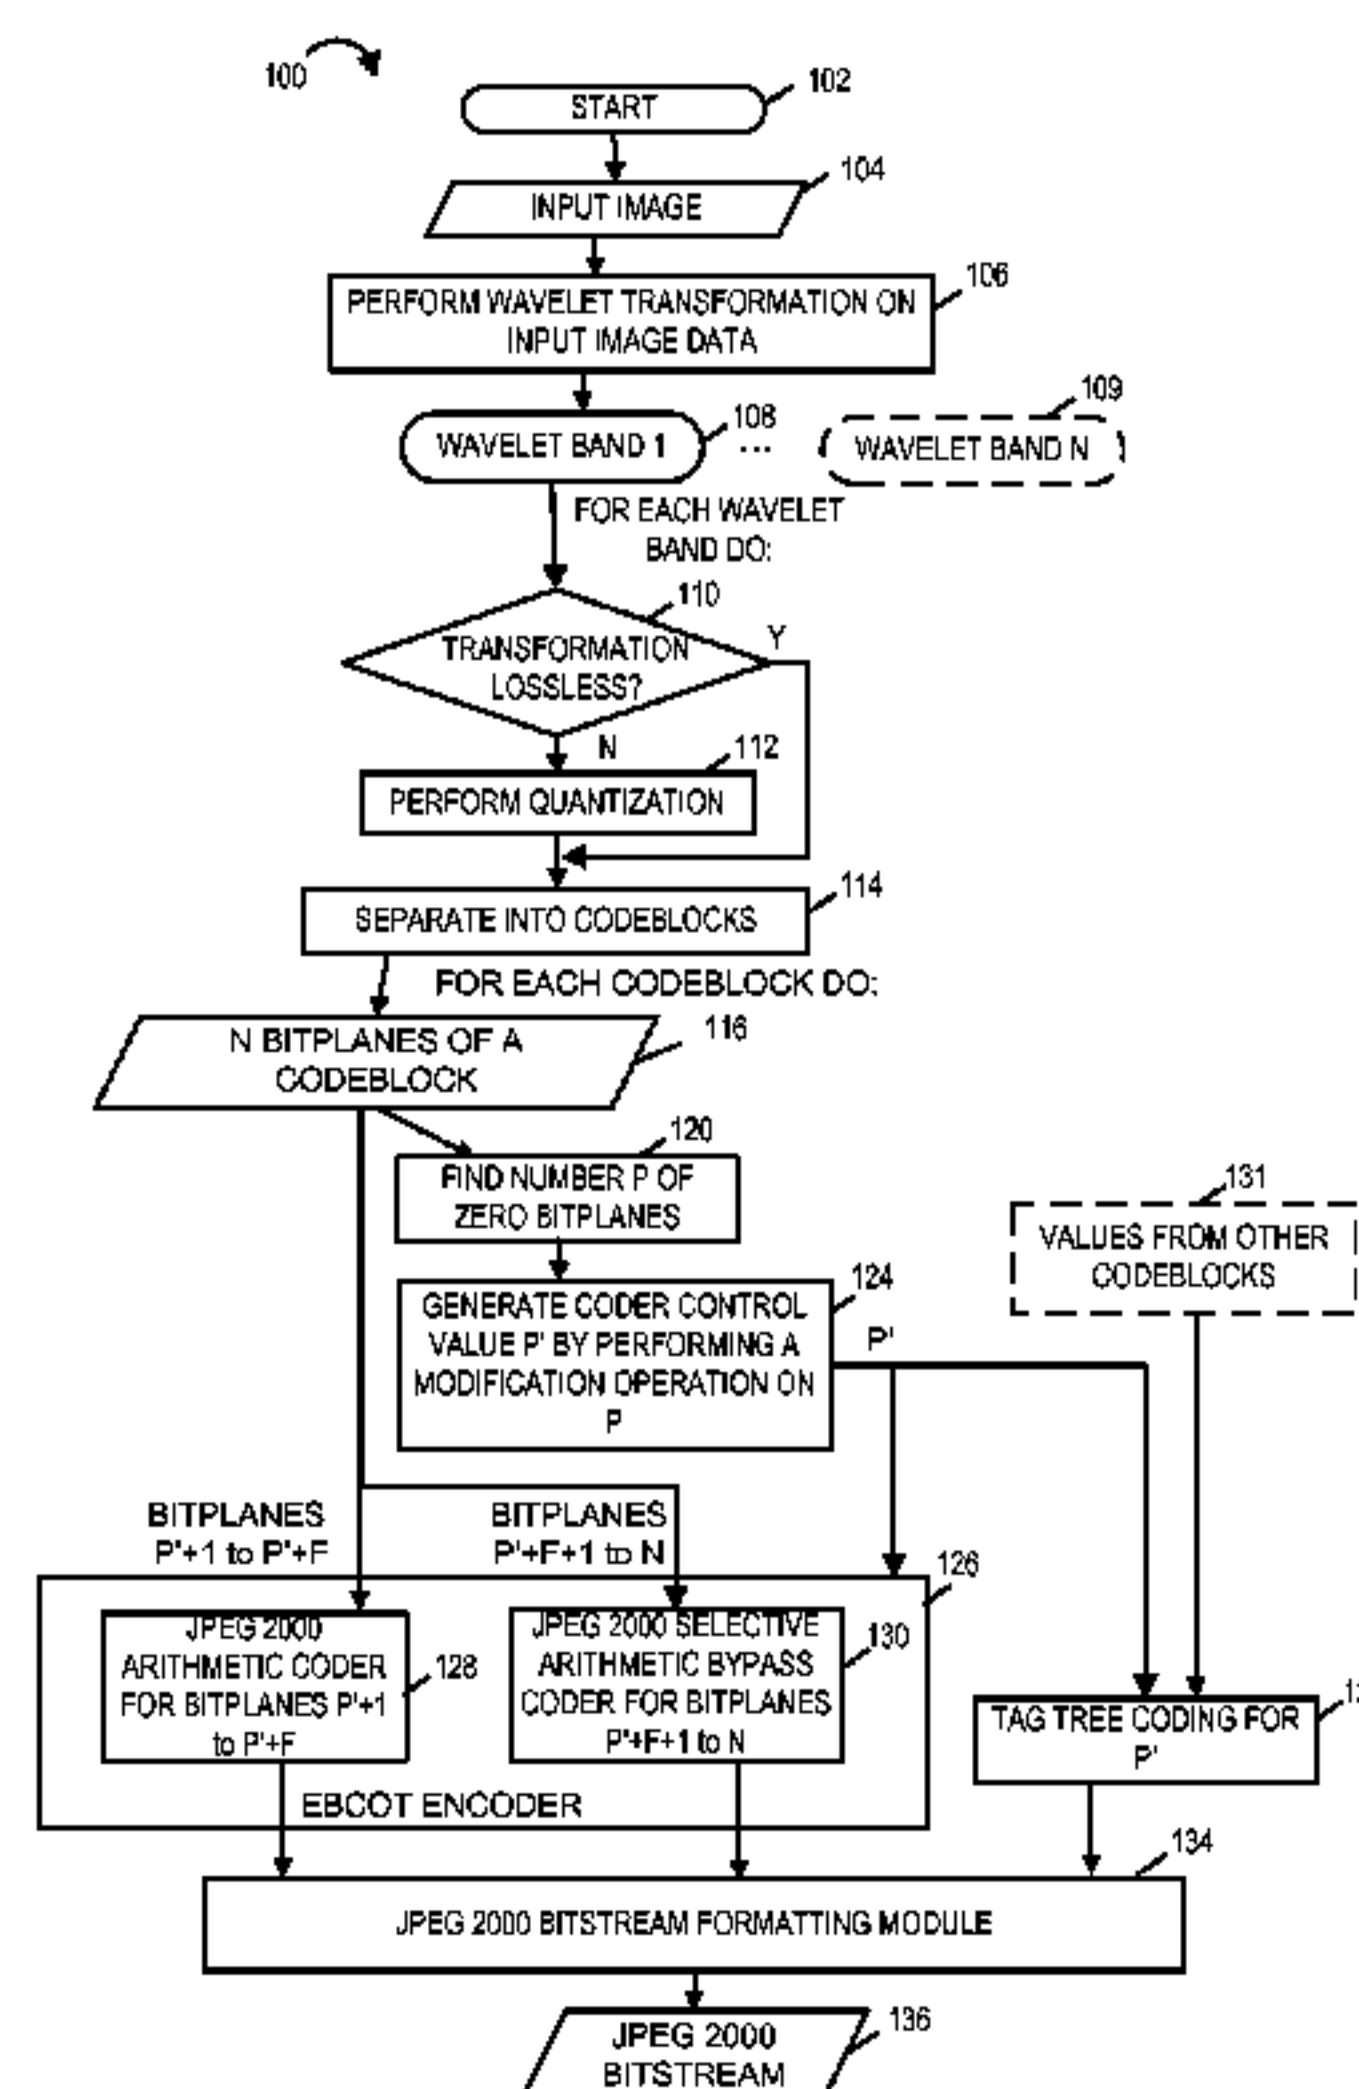 100
102
START
104
INPUT IMAGE
106
PERFORM WAVELET TRANSFORMATION ON
INPUT IMAGE DATA
109
108
WAVELET BAND 1
...
WAVELET BAND N
FOR EACH WAVELET
BAND DO:
110
Y
TRANSFORMATION
LOSSLESS?
N
112
PERFORM QUANTIZATION
114
SEPARATE INTO CODEBLOCKS
FOR EACH CODEBLOCK DO:
116
N BITPLANES OF A
CODEBLOCK
120
FIND NUMBER P OF
ZERO BITPLANES
131
VALUES FROM OTHER
CODEBLOCKS
124
GENERATE CODER CONTROL
VALUE P' BY PERFORMING A
MODIFICATION OPERATION ON
P
P'
BITPLANES
P'+1 to P'+F
BITPLANES
P'+F+1 to N
126
JPEG 2000
ARITHMETIC CODER
FOR BITPLANES P'+1
to P'+F
128
JPEG 2000 SELECTIVE
ARITHMETIC BYPASS
CODER FOR BITPLANES
P'+F+1 to N
130
TAG TREE CODING FOR
P'
EBCOT ENCODER
134
JPEG 2000 BITSTREAM FORMATTING MODULE
136
JPEG 2000
BITSTREAM